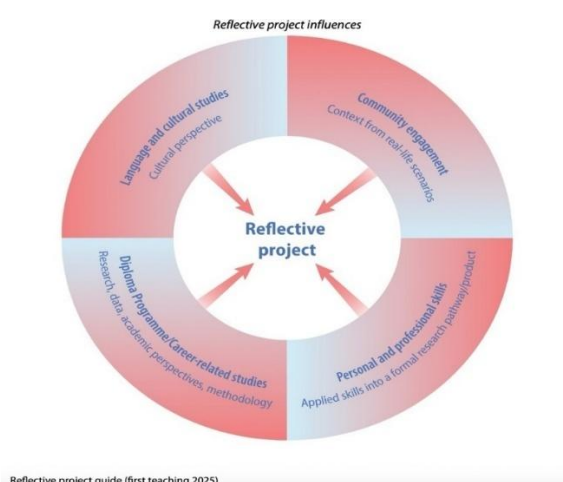 Reflective project influences
Language and cultural studies
Cultural perspective
Community engagement
Context from real-life scenarios
Reflective
project
Diploma Programme/Career-related studies
Research, data, academic perspectives, methodology
Personal and professional skills
Applied skills into a formal research pathway/product
Reflective project guide (first teaching 2025)